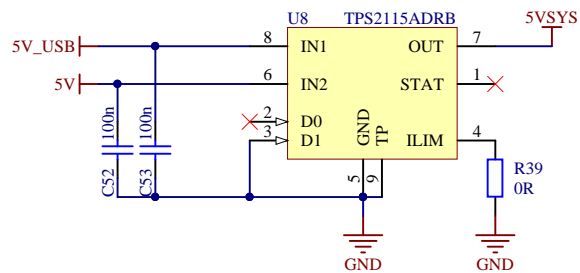 U8 TPS2115ADRB
5VSYS
5V_USB 8 IN1 OUT 7
5V 6 IN2 STAT 1
2 D0
3 D1 GND TP ILIM 4
100n 100n
C52 C53
5 9
R39
0R
GND GND